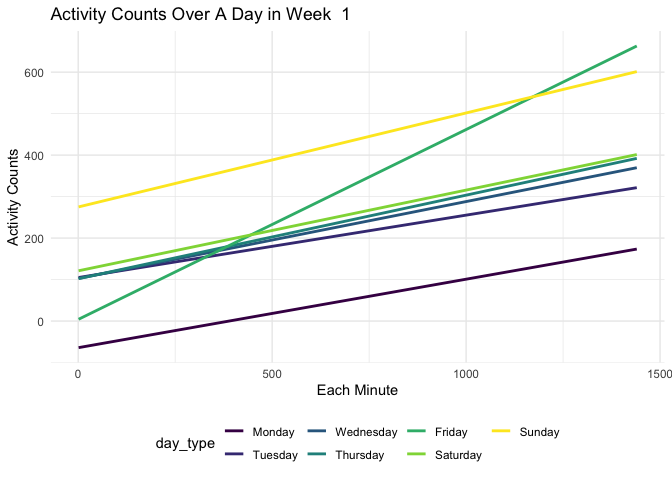 Activity Counts Over A Day in Week  1
600
400
200
0
Activity Counts
0 500 1000 1500
Each Minute
day_type
Monday Wednesday Friday Sunday
Tuesday Thursday Saturday